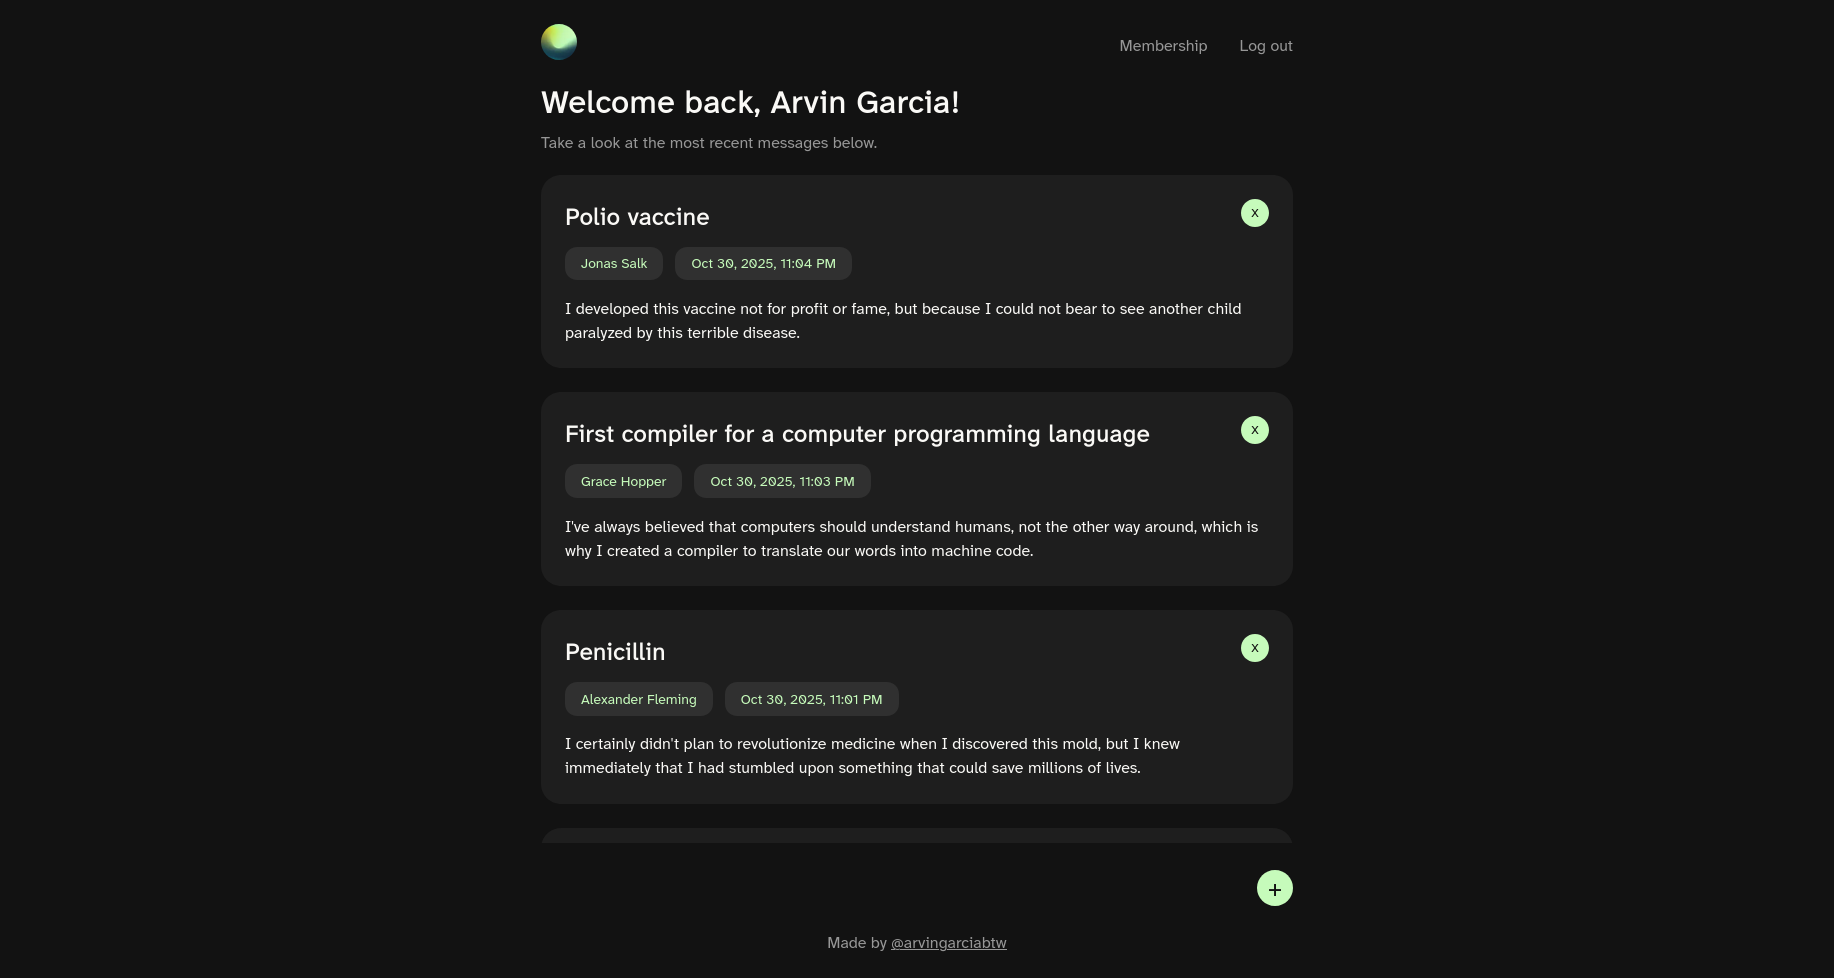 Membership
Log out
Welcome back, Arvin Garcia!
Take a look at the most recent messages below.
Polio vaccine
X
Jonas Salk
Oct 30, 2025, 11:04 PM
I developed this vaccine not for profit or fame, but because I could not bear to see another child
paralyzed by this terrible disease.
First compiler for a computer programming language
X
Grace Hopper
Oct 30, 2025, 11:03 PM
I've always believed that computers should understand humans, not the other way around, which is
why I created a compiler to translate our words into machine code.
Penicillin
X
Alexander Fleming
Oct 30, 2025, 11:01 PM
I certainly didn't plan to revolutionize medicine when I discovered this mold, but I knew
immediately that I had stumbled upon something that could save millions of lives.
+
Made by @arvingarciabtw